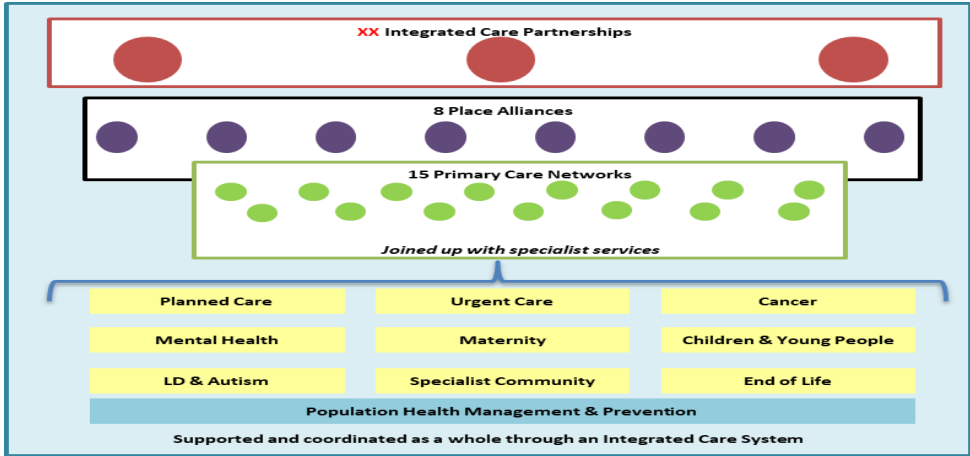 XX Integrated Care Partnerships
8 Place Alliances
15 Primary Care Networks
Joined up with specialist services
Planned Care
Urgent Care
Cancer
Mental Health
Maternity
Children & Young People
LD & Autism
Specialist Community
End of Life
Population Health Management & Prevention
Supported and coordinated as a whole through an Integrated Care System